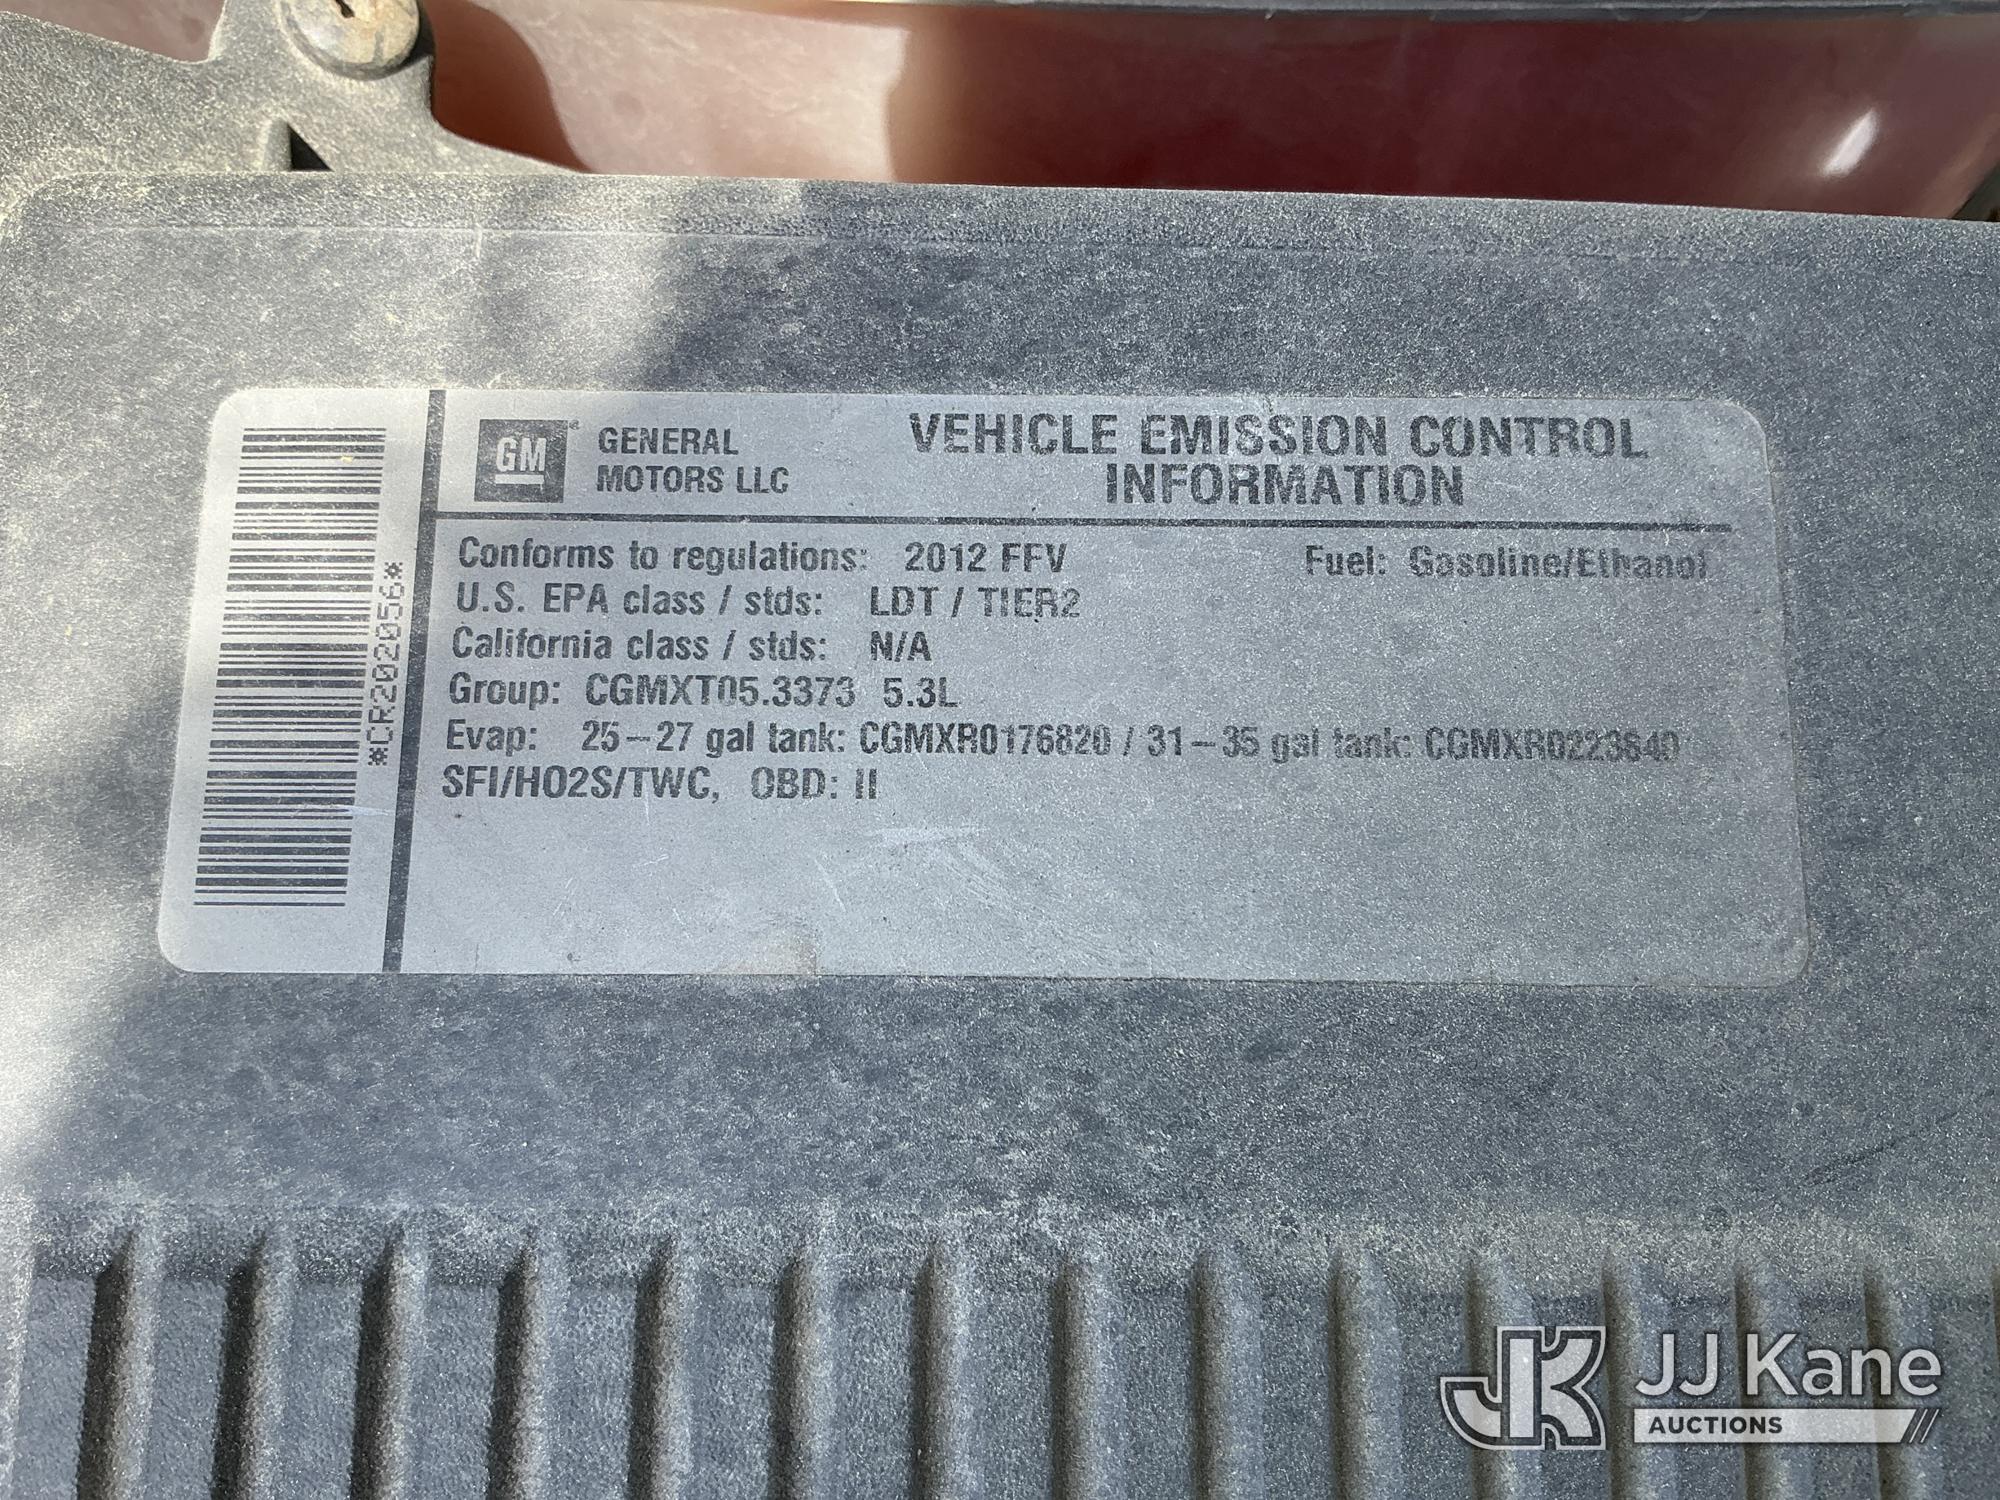 GM
GENERAL
MOTORS LLC
VEHICLE EMISSION CONTROL
INFORMATION
Conforms to regulations: 2012 FFV Fuel: Gasoline/Ethanol
U.S. EPA class / stds: LDT / TIER2
California class / stds: N/A
Group: CGMXT05.3373 5.3L
Evap: 25-27 gal tank: CGMXR0176820 / 31-35 gal tank: CGMXR0223840
SFI/HO2S/TWC, OBD: II
*CR202056*
JJ Kane
AUCTIONS